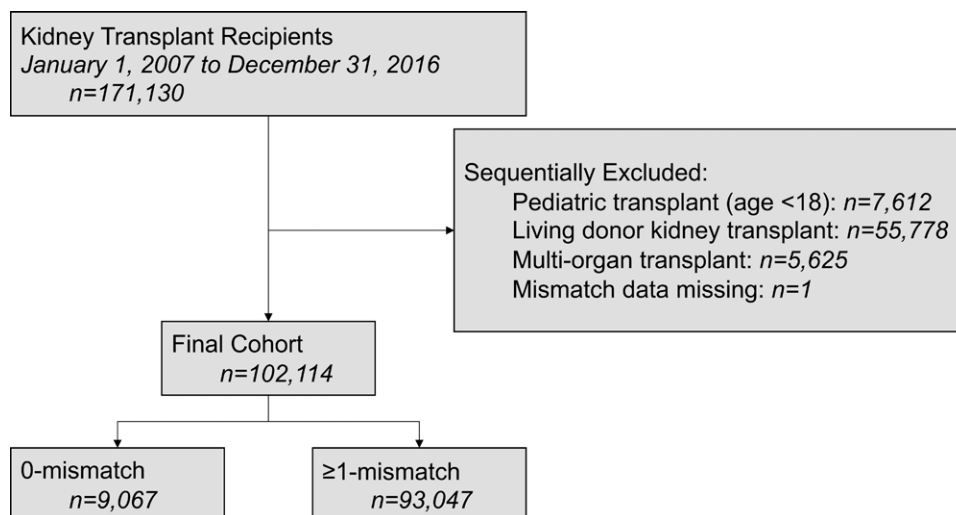 Kidney Transplant Recipients
January 1, 2007 to December 31, 2016
n=171,130
Sequentially Excluded:
Pediatric transplant (age <18): n=7,612
Living donor kidney transplant: n=55,778
Multi-organ transplant: n=5,625
Mismatch data missing: n=1
Final Cohort
n=102,114
0-mismatch
n=9,067
≥1-mismatch
n=93,047